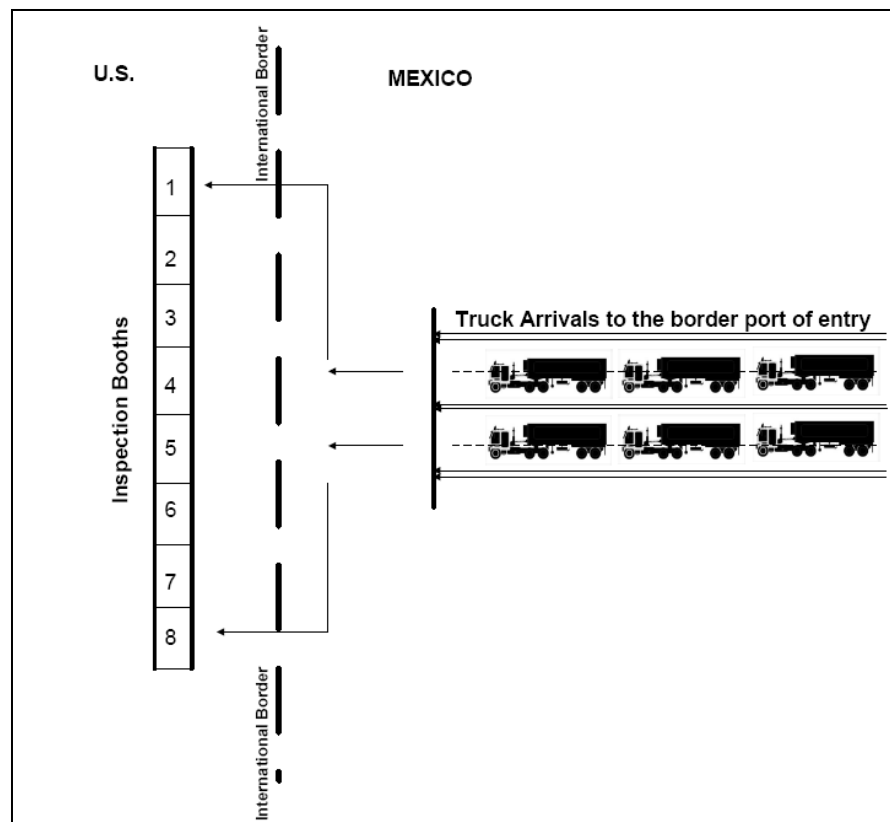 U.S.
MEXICO
International Border
Inspection Booths
1
2
3
4
5
6
7
8
Truck Arrivals to the border port of entry
International Border